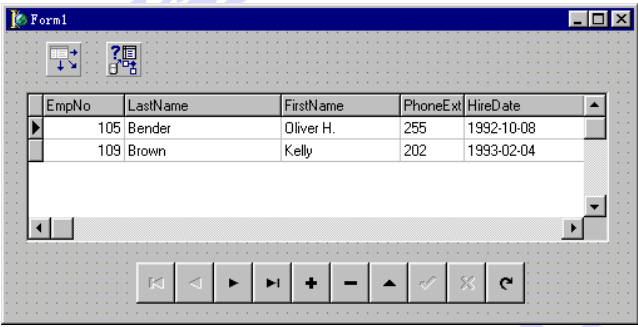 Form1
EmpNo LastName FirstName PhoneExt HireDate
105 Bender Oliver H. 255 1992-10-08
109 Brown Kelly 202 1993-02-04